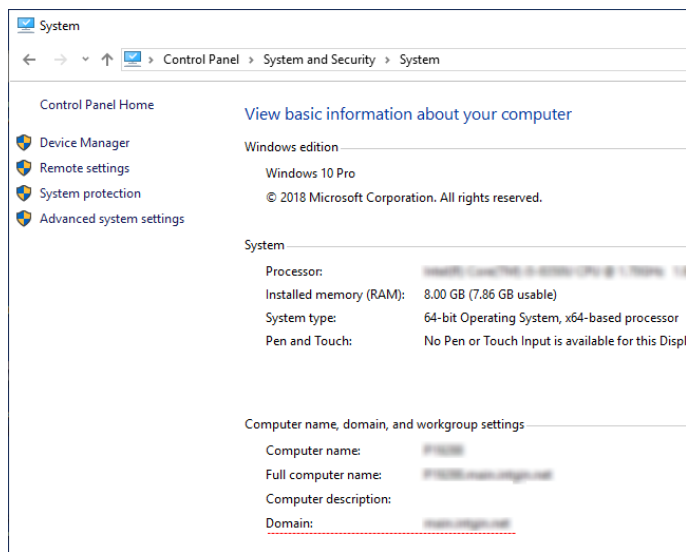 System
Control Panel > System and Security > System
Control Panel Home
Device Manager
Remote settings
System protection
Advanced system settings
View basic information about your computer
Windows edition
Windows 10 Pro
© 2018 Microsoft Corporation. All rights reserved.
System
Processor:
Installed memory (RAM): 8.00 GB (7.86 GB usable)
System type: 64-bit Operating System, x64-based processor
Pen and Touch: No Pen or Touch Input is available for this Displ
Computer name, domain, and workgroup settings
Computer name:
Full computer name:
Computer description:
Domain: